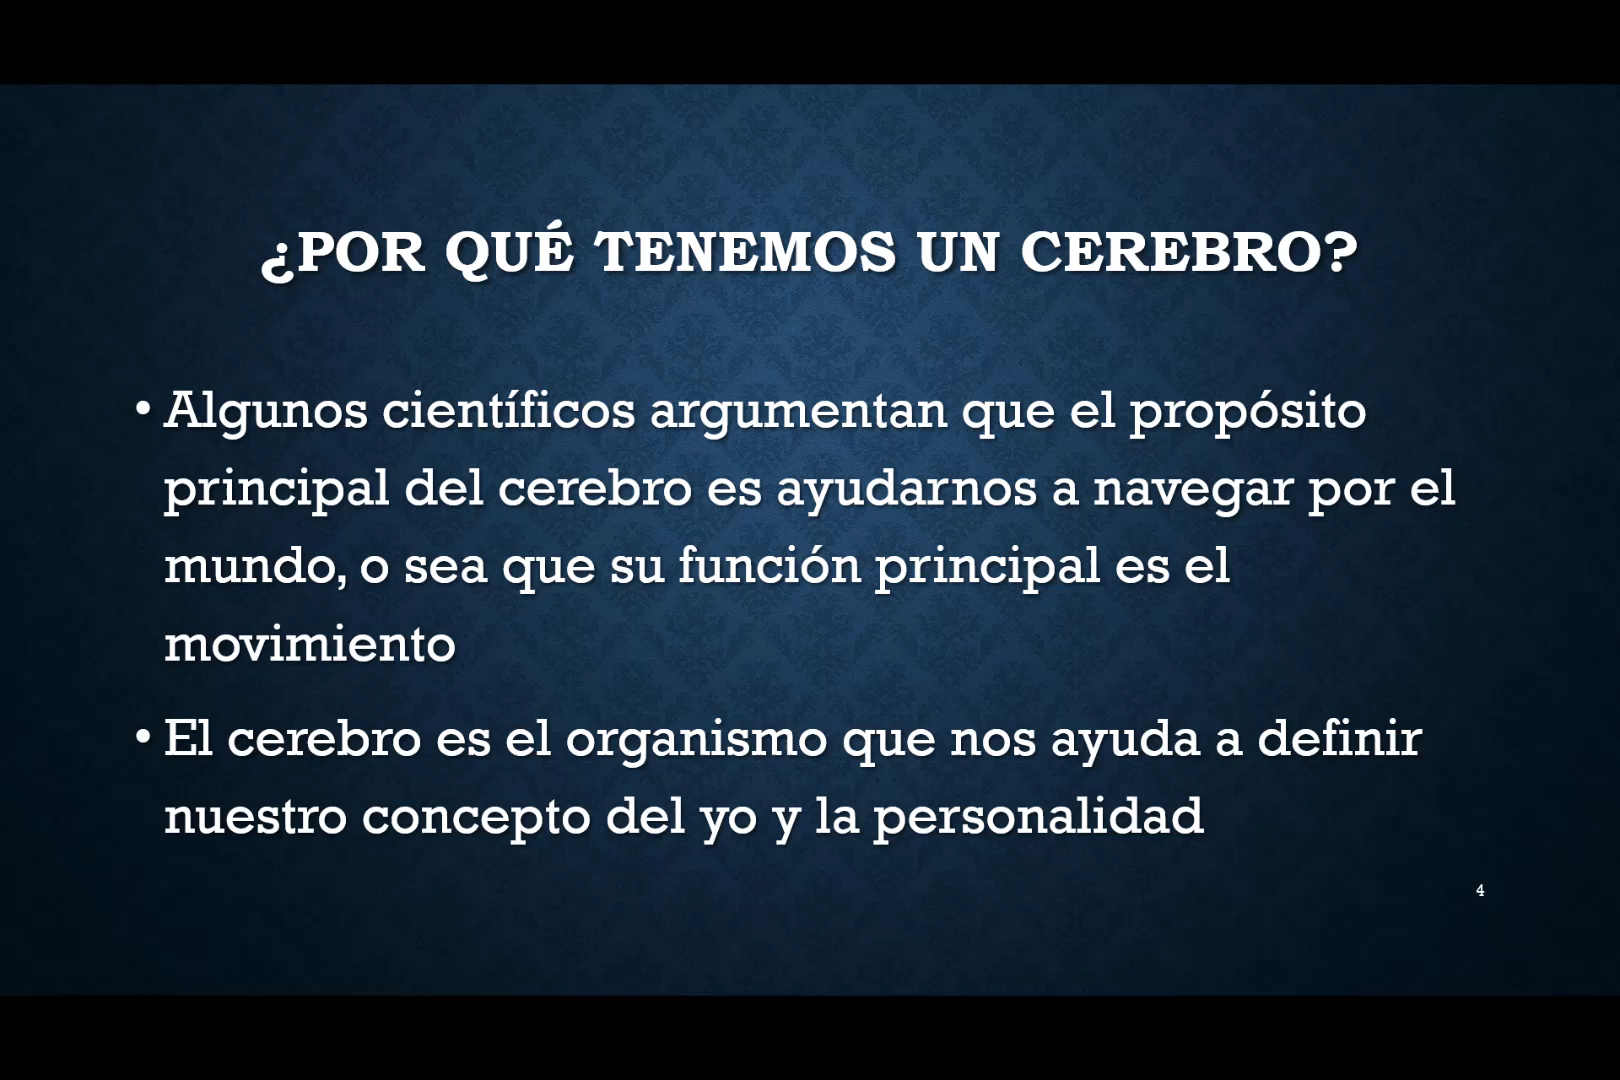 ¿POR QUÉ TENEMOS UN CEREBRO?
• Algunos científicos argumentan que el propósito
principal del cerebro es ayudarnos a navegar por el
mundo, o sea que su función principal es el
movimiento
• El cerebro es el organismo que nos ayuda a definir
nuestro concepto del yo y la personalidad
4